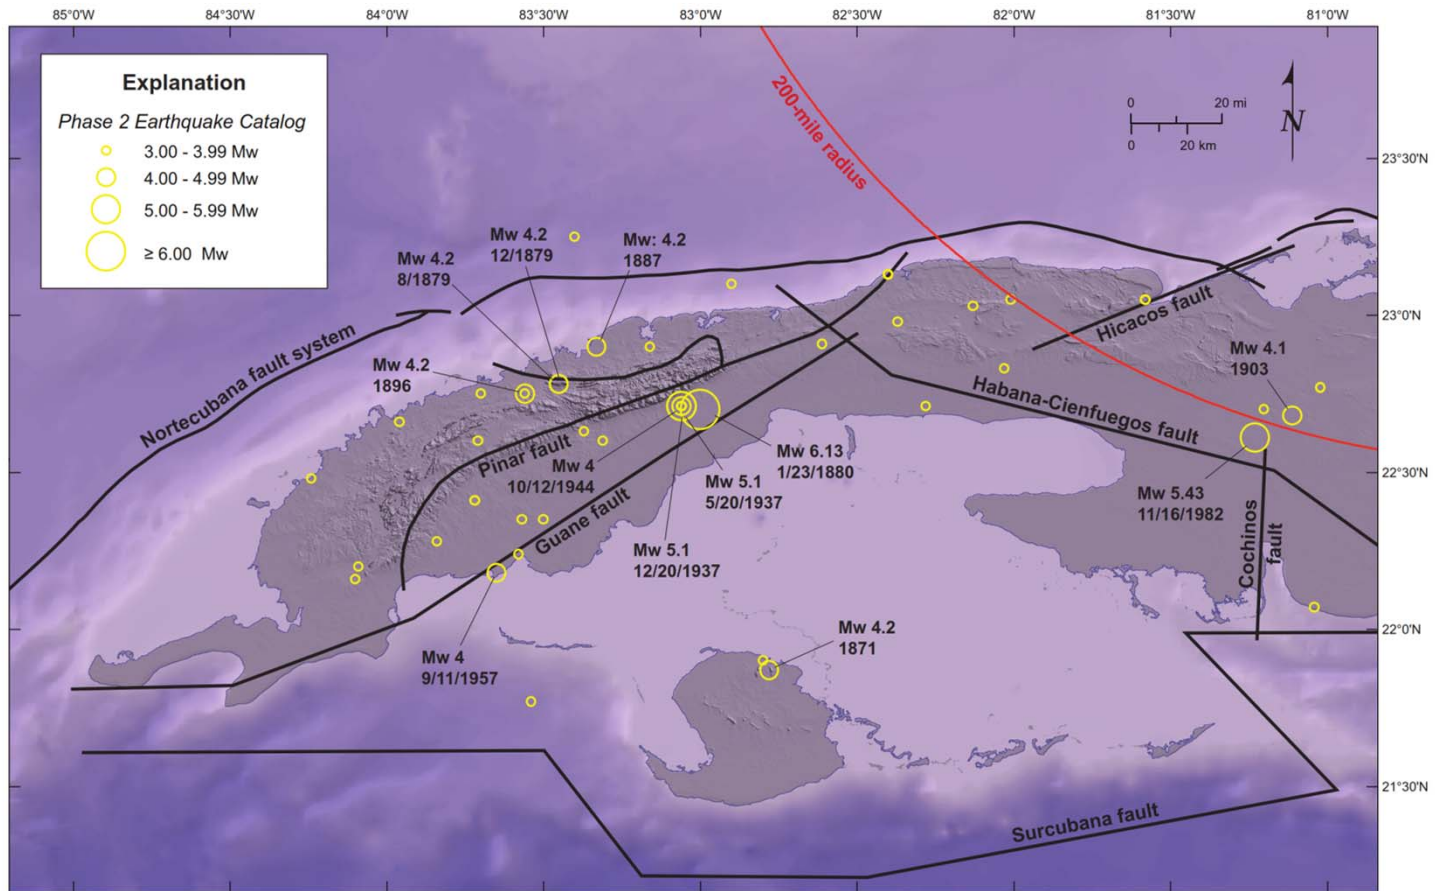 85°0'W 84°30'W 84°0'W 83°30'W 83°0'W 82°30'W 82°0'W 81°30'W 81°0'W
Explanation
Phase 2 Earthquake Catalog
3.00 - 3.99 Mw
4.00 - 4.99 Mw
5.00 - 5.99 Mw
≥ 6.00 Mw
200-mile radius
0 20 mi
0 20 km
N
23°30'N
23°0'N
22°30'N
22°0'N
21°30'N
Mw 4.2
8/1879
Mw 4.2
12/1879
Mw: 4.2
1887
Nortecubana fault system
Mw 4.2
1896
Hicacos fault
Mw 4.1
1903
Habana-Cienfuegos fault
Pinar fault
Mw 4
10/12/1944
Guane fault
Mw 6.13
1/23/1880
Mw 5.1
5/20/1937
Mw 5.1
12/20/1937
Mw 5.43
11/16/1982
Cochinos
fault
Mw 4
9/11/1957
Mw 4.2
1871
Surcubana fault